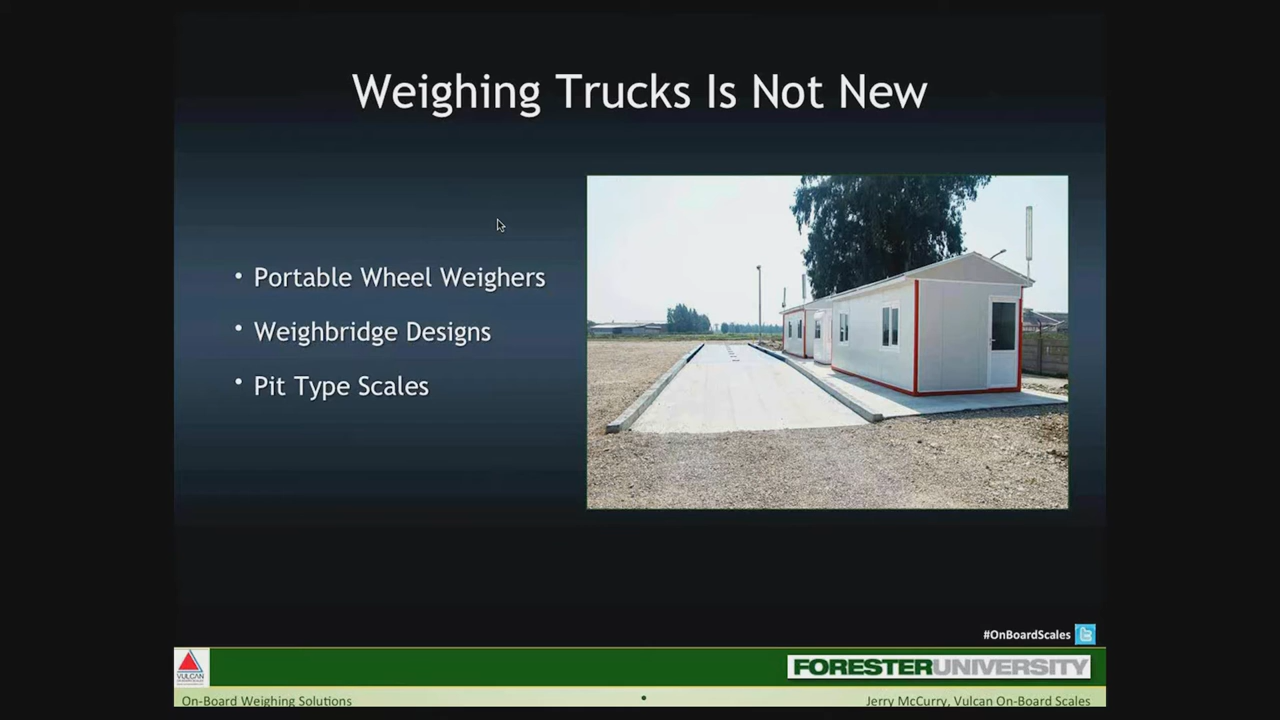 Weighing Trucks Is Not New
• Portable Wheel Weighers
• Weighbridge Designs
• Pit Type Scales
#OnBoardScales
VULCAN
FORESTERUNIVERSITY
On-Board Weighing Solutions
Jerry McCurry, Vulcan On-Board Scales